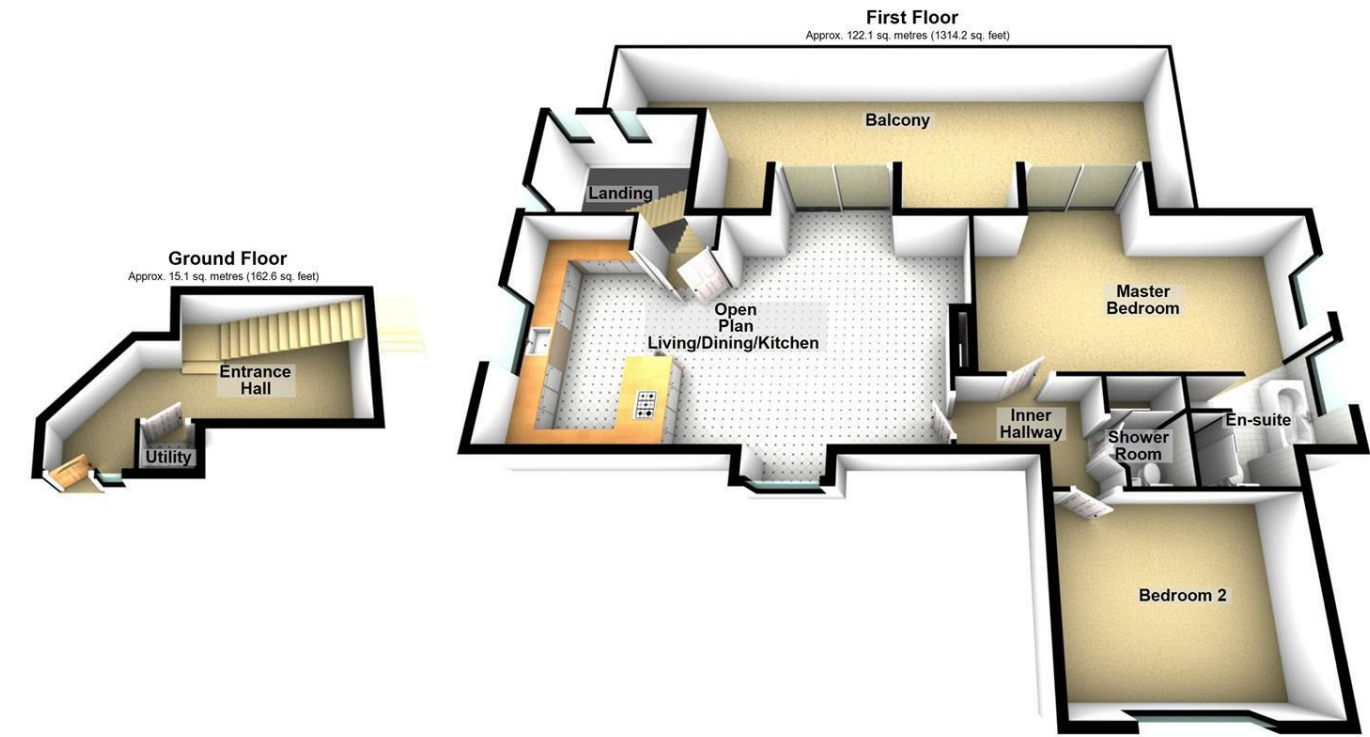 First Floor
Approx. 122.1 sq. metres (1314.2 sq. feet)
Balcony
Landing
Ground Floor
Approx. 15.1 sq. metres (162.6 sq. feet)
Master
Bedroom
Open
Plan
Living/Dining/Kitchen
Entrance
Hall
Inner
Hallway
Shower
Room
En-suite
Utility
Bedroom 2